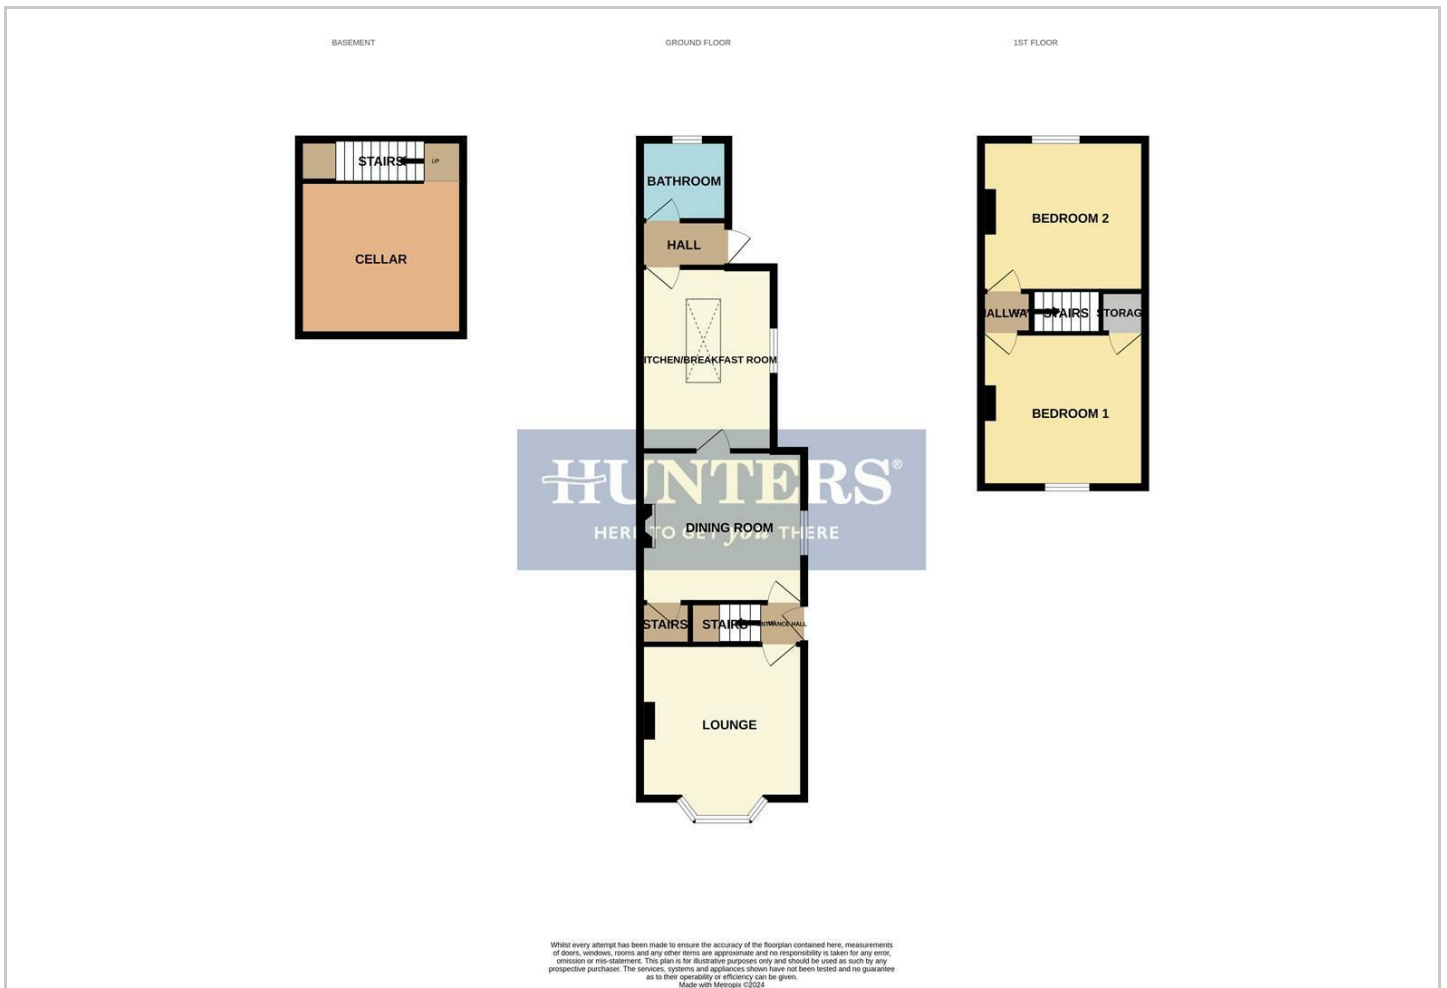 BASEMENT
GROUND FLOOR
1ST FLOOR
STAIRS
UP
CELLAR
BATHROOM
HALL
KITCHEN/BREAKFAST ROOM
HUNTERS®
HERE TO GET you THERE
DINING ROOM
STAIRS
STAIRS
ENTRANCE HALL
LOUNGE
BEDROOM 2
HALLWAY
STAIRS
STORAGE
BEDROOM 1
Whilst every attempt has been made to ensure the accuracy of the floorplan contained here, measurements
of doors, windows, rooms and any other items are approximate and no responsibility is taken for any error,
omission or mis-statement. This plan is for illustrative purposes only and should be used as such by any
prospective purchaser. The services, systems and appliances shown have not been tested and no guarantee
as to their operability or efficiency can be given.
Made with Metropix ©2024